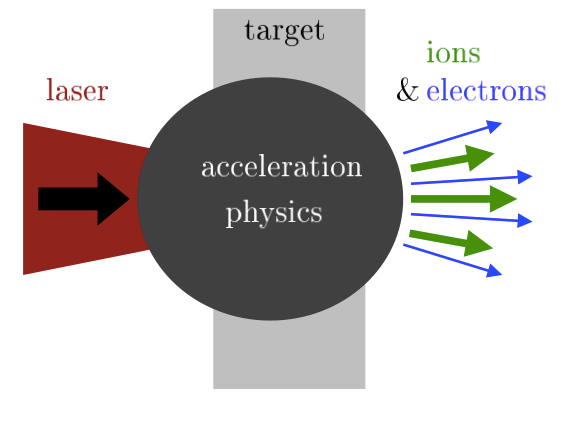 target
laser
ions
& electrons
acceleration
physics